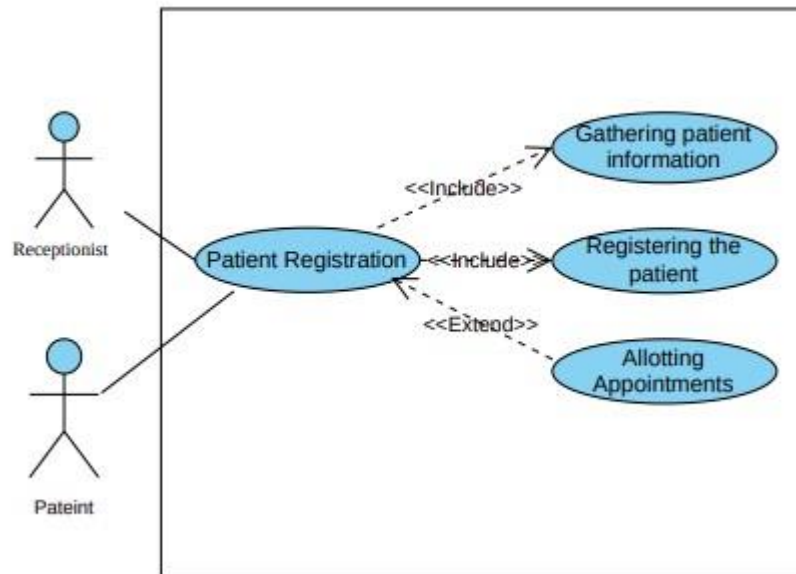 Gathering patient
information
<<Include>>
Receptionist
Patient Registration
<<Include>>
Registering the
patient
<<Extend>>
Allotting
Appointments
Pateint